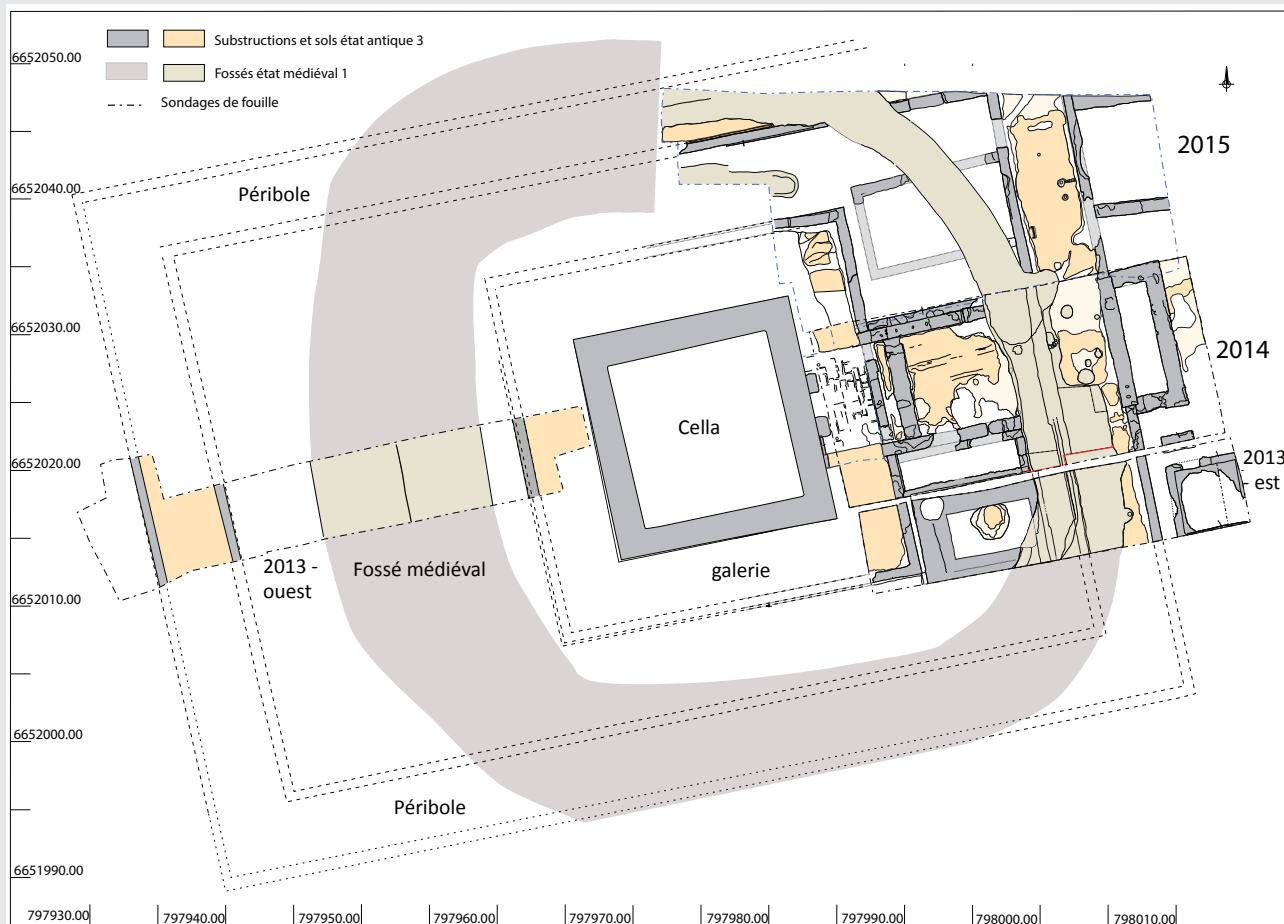 Substructions et sols état antique 3
Fossés état médiéval 1
Sondages de fouille
6652050.00
6652040.00
6652030.00
6652020.00
6652010.00
6652000.00
6651990.00
Péribole
2015
2014
2013
- est
Cella
galerie
2013 -
ouest
Fossé médiéval
Péribole
797930.00
797940.00
797950.00
797960.00
797970.00
797980.00
797990.00
798000.00
798010.00